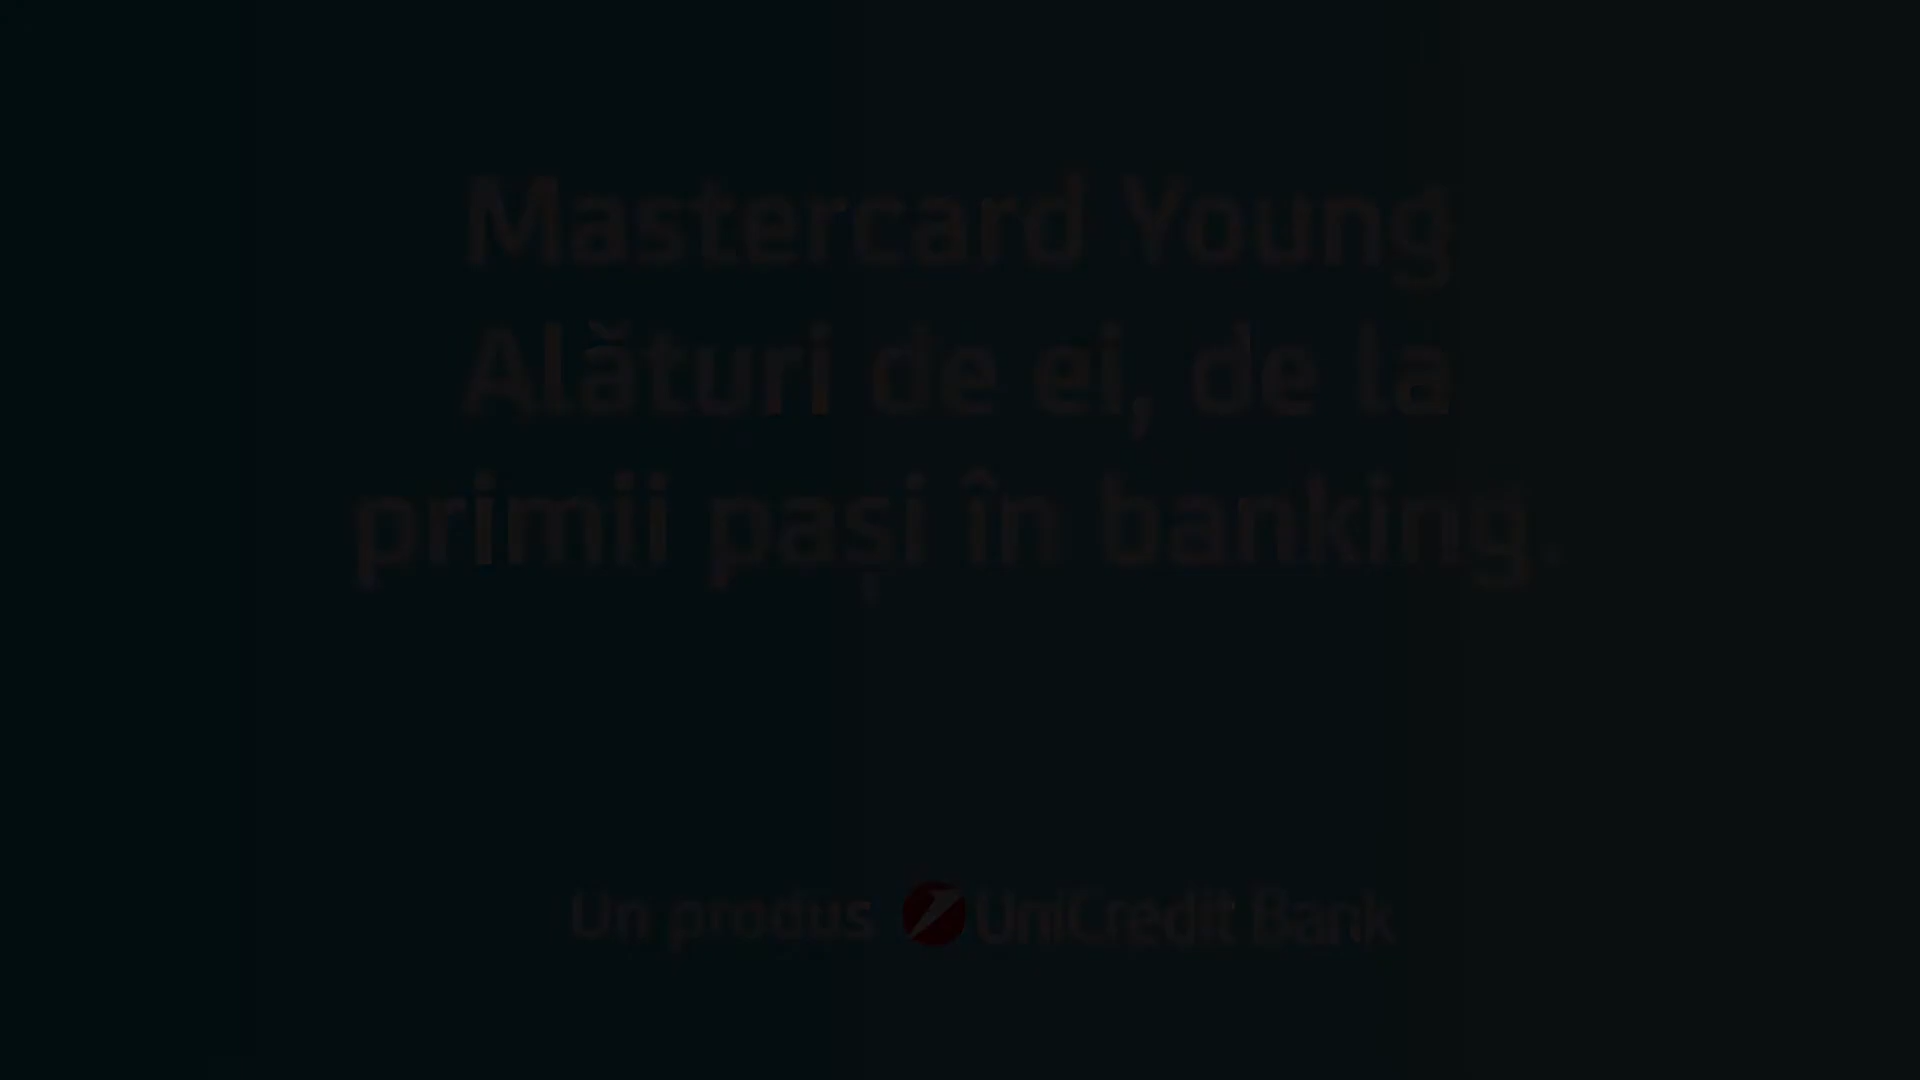 Mastercard Young
Alături de ei, de la
primii pași în banking.
Un produs UniCredit Bank